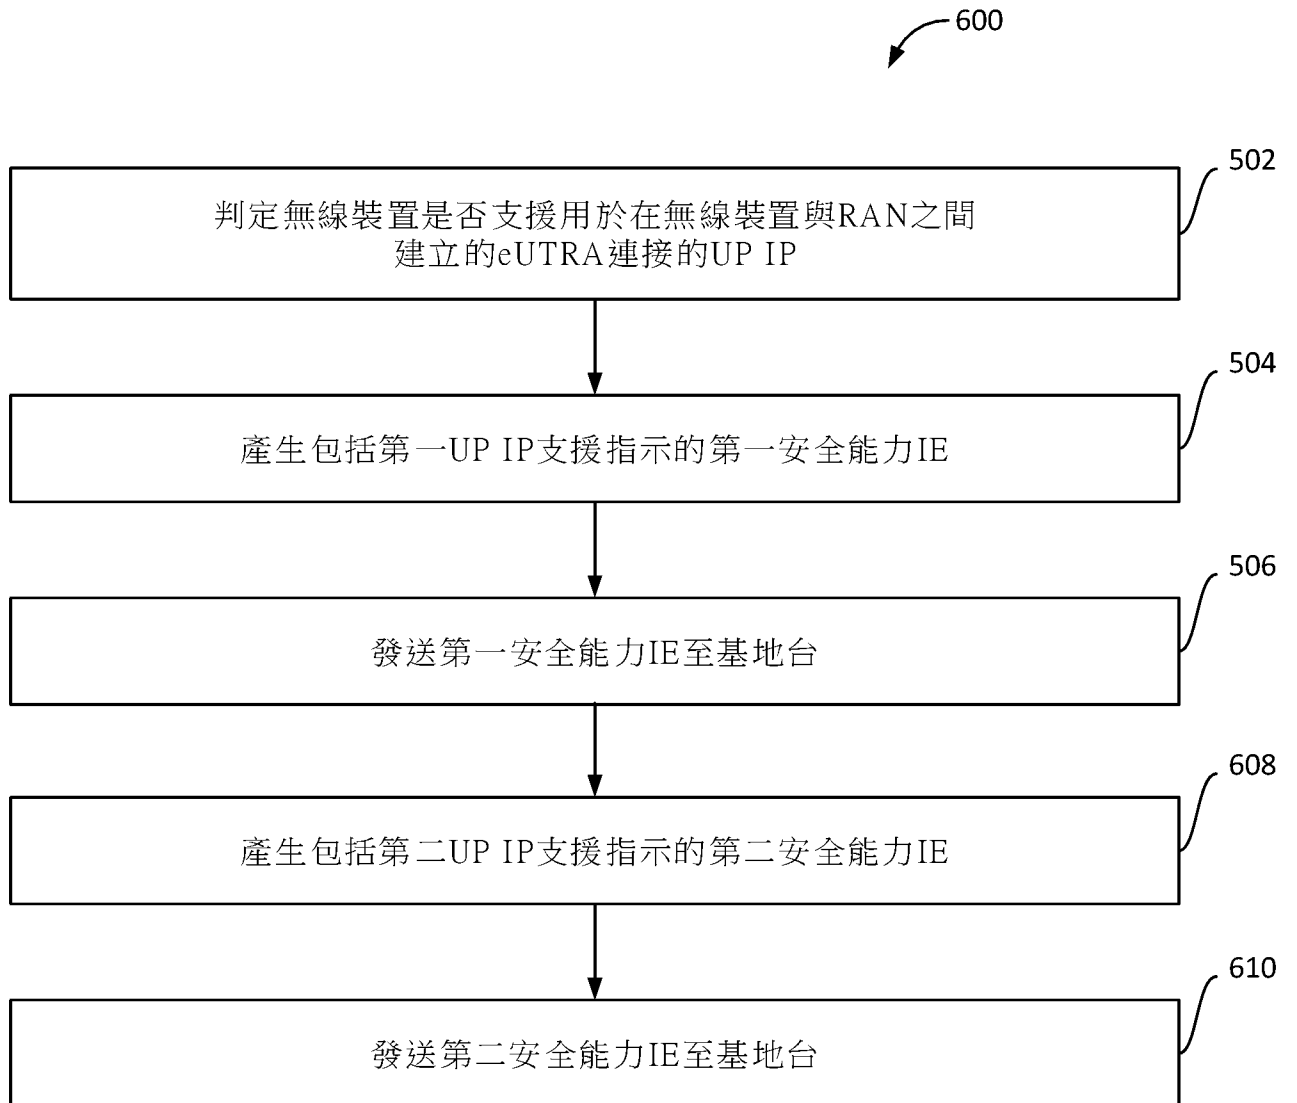 600
502
判定無線裝置是否支援用於在無線裝置與RAN之間
建立的eUTRA連接的UP IP
504
產生包括第一UP IP支援指示的第一安全能力IE
506
發送第一安全能力IE至基地台
608
產生包括第二UP IP支援指示的第二安全能力IE
610
發送第二安全能力IE至基地台